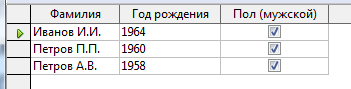 Фамилия Год рождения Пол (мужской)
Иванов И.И. 1964
Петров П.П. 1960
Петров А.В. 1958